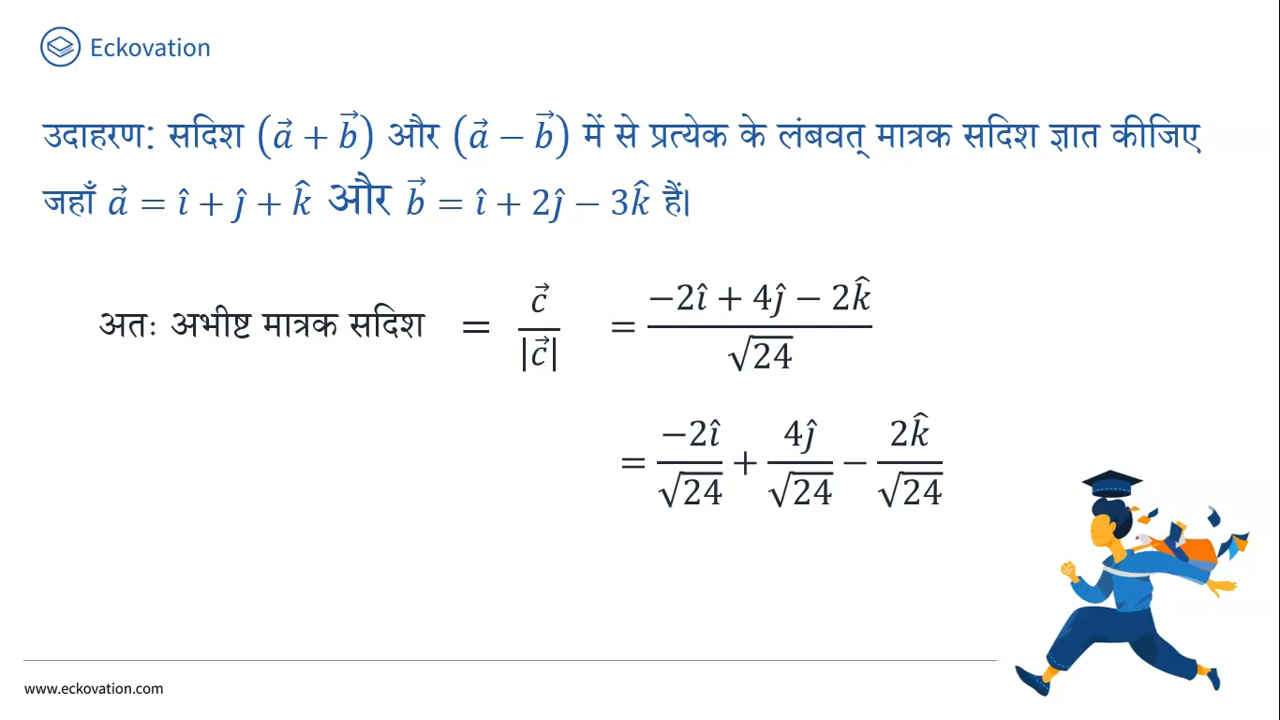 Eckovation
उदाहरण: सदिश (a⃗ + b⃗) और (a⃗ − b⃗) में से प्रत्येक के लंबवत् मात्रक सदिश ज्ञात कीजिए
जहाँ a⃗ = î + ĵ + k̂ और b⃗ = î + 2ĵ − 3k̂ हैं।
अतः अभीष्ट मात्रक सदिश = c⃗/|c⃗| = (−2î + 4ĵ − 2k̂)/√24
= −2î/√24 + 4ĵ/√24 − 2k̂/√24
www.eckovation.com